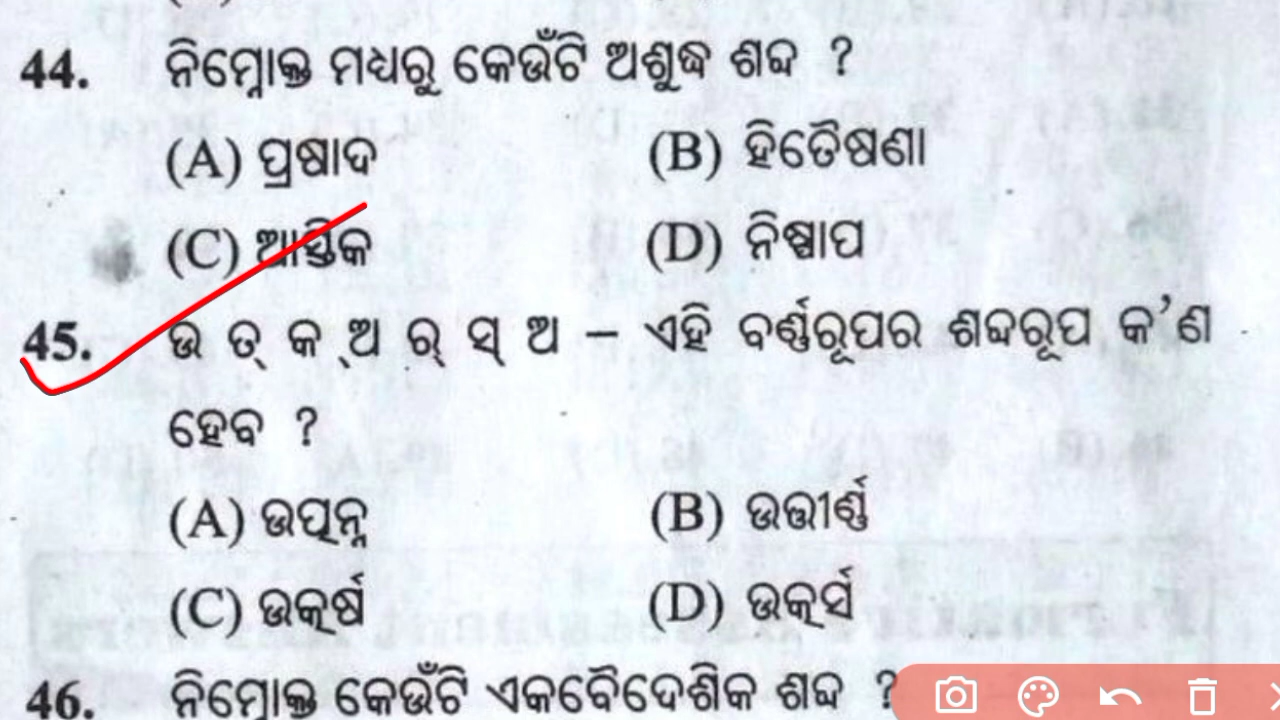 44. ନିମ୍ନୋକ୍ତ ମଧ୍ୟରୁ କେଉଁଟି ଅଶୁଦ୍ଧ ଶବ୍ଦ ?
(A) ପ୍ରଷାଦ (B) ହିତୈଷଣା
(C) ଆସ୍ତିକ (D) ନିଷ୍ପାପ
45. ଉ ତ୍ କ୍ ଅ ର୍ ସ୍ ଅ – ଏହି ବର୍ଣ୍ଣରୂପର ଶବ୍ଦରୂପ କ'ଣ
ହେବ ?
(A) ଉତ୍ପନ୍ନ (B) ଉତ୍ତୀର୍ଣ୍ଣ
(C) ଉତ୍କର୍ଷ (D) ଉତ୍କର୍ସ
46. ନିମ୍ନୋକ୍ତ କେଉଁଟି ଏକବୈଦେଶିକ ଶବ୍ଦ ?